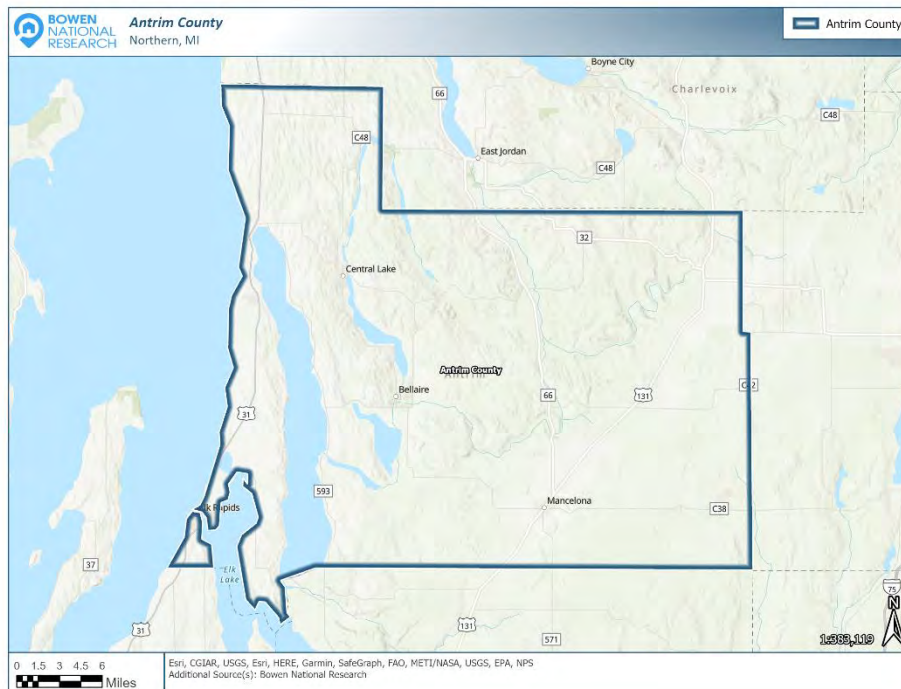 BOWEN
NATIONAL
RESEARCH
Antrim County
Northern, MI
Antrim County
Boyne City
66
Charlevoix
C48
C48
East Jordan
C48
32
Central Lake
Antrim County
Antrim
Bellaire
66
131
C42
31
593
Mancelona
C38
Elk Rapids
37
Elk
Lake
75
31
131
571
N
1:383,119
0 1.5 3 4.5 6
Miles
Esri, CGIAR, USGS, Esri, HERE, Garmin, SafeGraph, FAO, METI/NASA, USGS, EPA, NPS
Additional Source(s): Bowen National Research